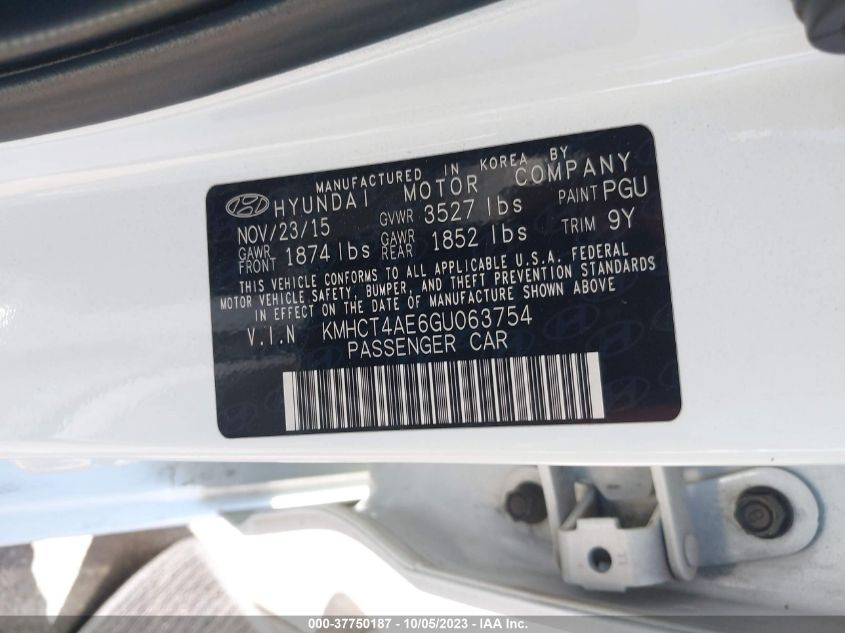 MANUFACTURED IN KOREA BY
HYUNDAI MOTOR COMPANY
NOV/23/15 GVWR 3527 lbs PAINT PGU
GAWR FRONT 1874 lbs GAWR REAR 1852 lbs TRIM 9Y
THIS VEHICLE CONFORMS TO ALL APPLICABLE U.S.A. FEDERAL
MOTOR VEHICLE SAFETY, BUMPER, AND THEFT PREVENTION STANDARDS
IN EFFECT ON THE DATE OF MANUFACTURE SHOWN ABOVE
V.I.N KMHCT4AE6GU063754
PASSENGER CAR
000-37750187 - 10/05/2023 - IAA Inc.